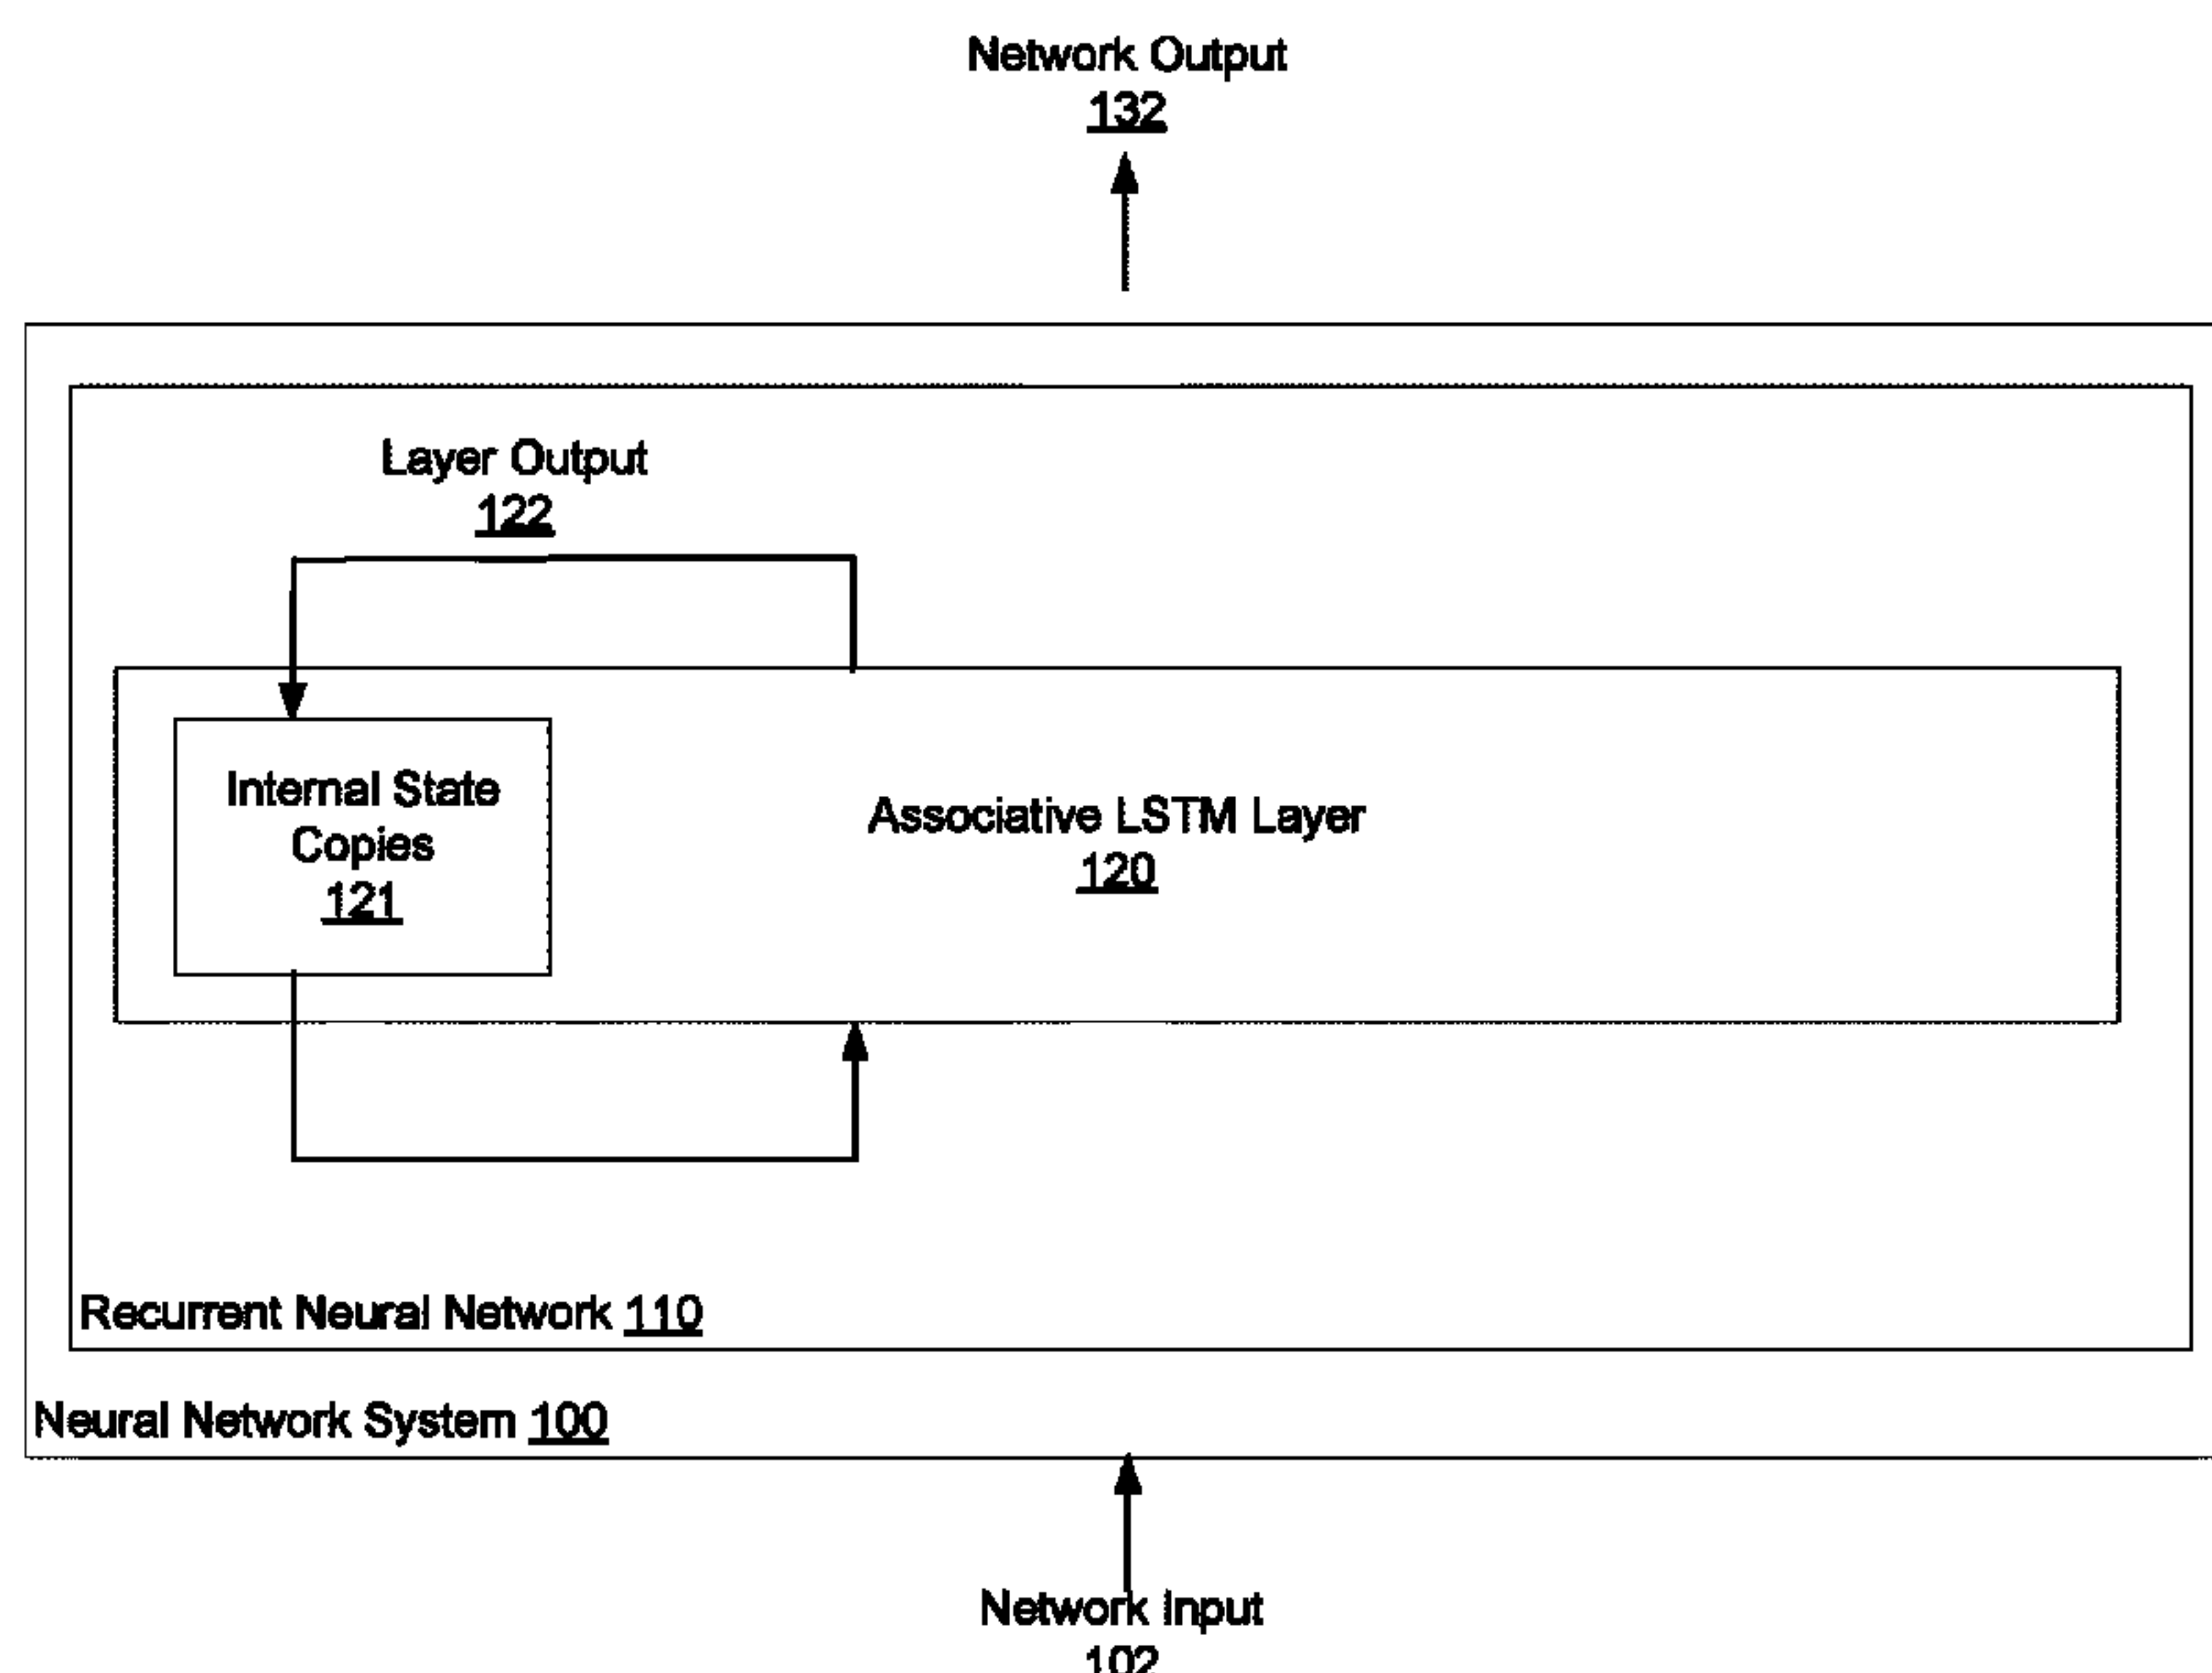 Network Output
132
Layer Output
122
Internal State
Copies
121
Associative LSTM Layer
120
Recurrent Neural Network 110
Neural Network System 100
Network Input
102